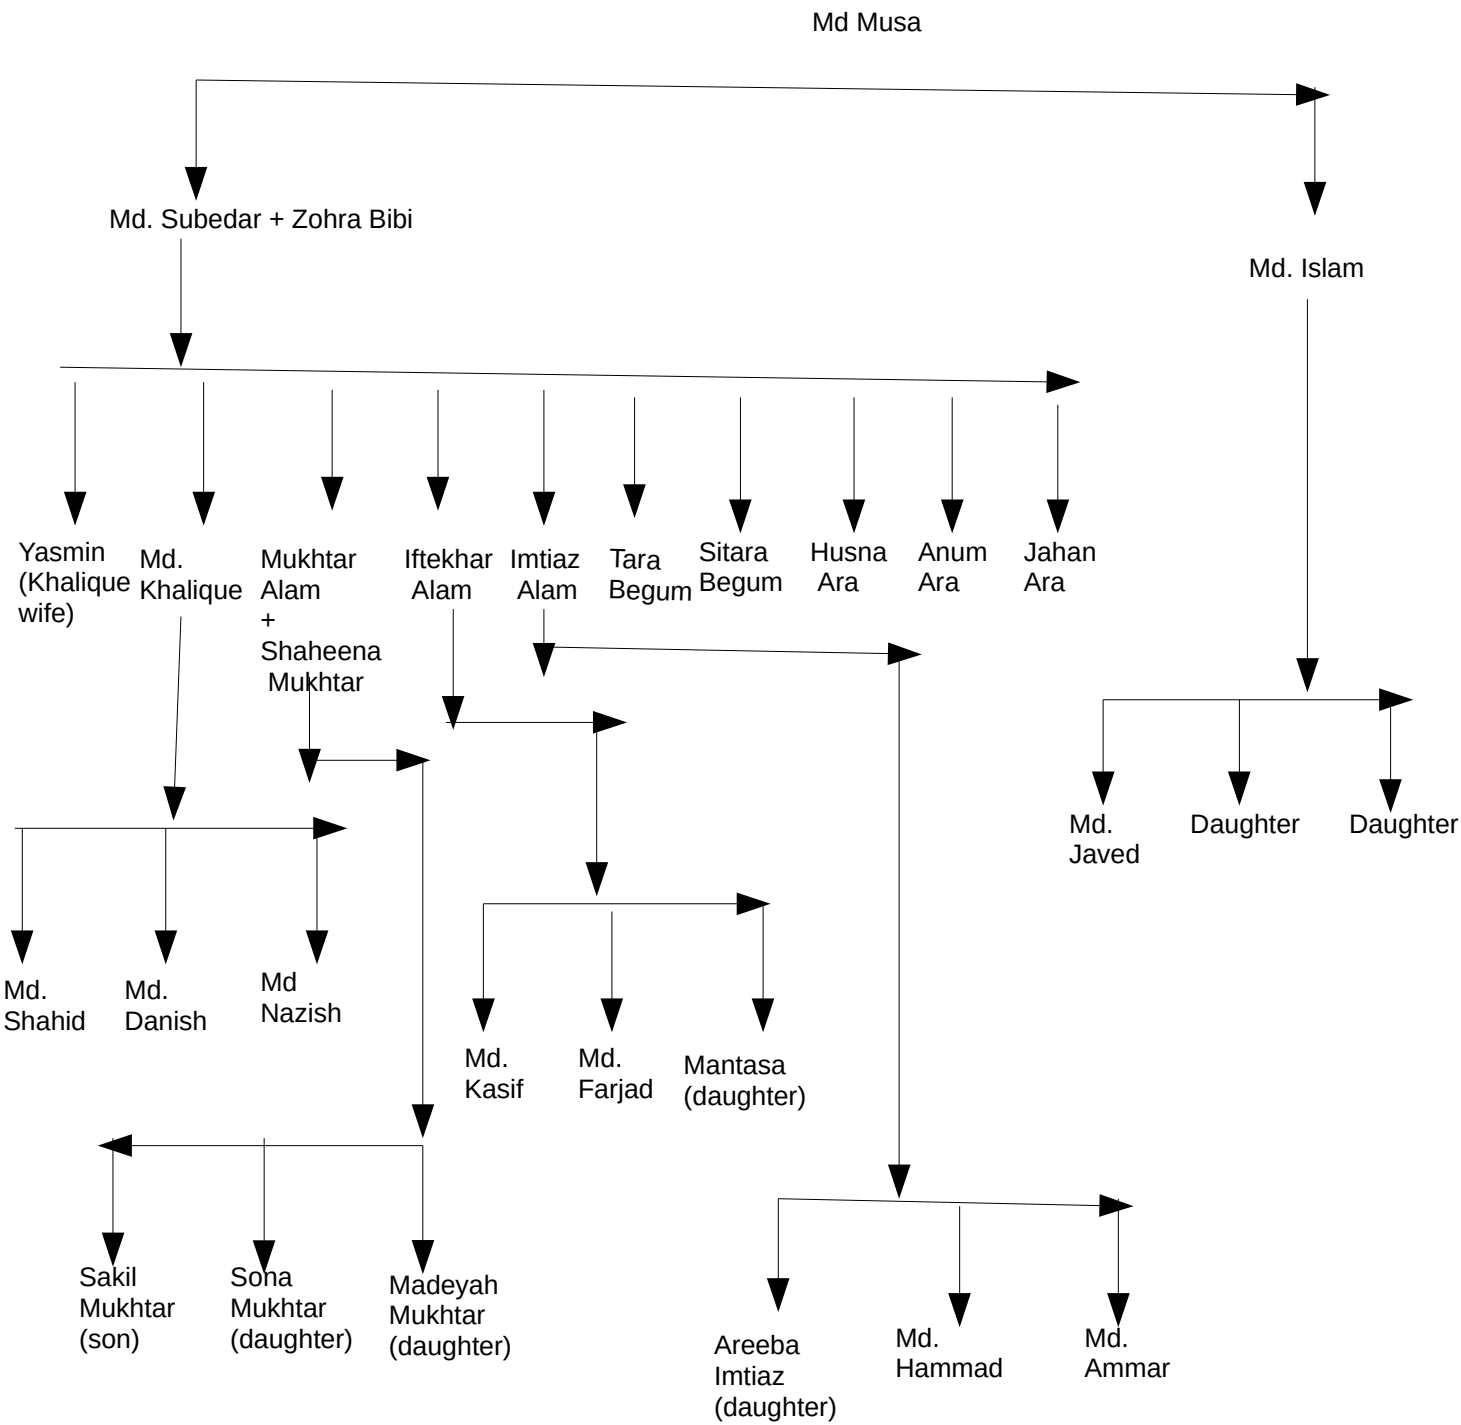 Md Musa
Md. Subedar + Zohra Bibi
Md. Islam
Yasmin
(Khalique
wife)
Md.
Khalique
Mukhtar
Alam
+
Shaheena
Mukhtar
Iftekhar
Alam
Imtiaz
Alam
Tara
Begum
Sitara
Begum
Husna
Ara
Anum
Ara
Jahan
Ara
Md.
Javed
Daughter
Daughter
Md.
Shahid
Md.
Danish
Md
Nazish
Md.
Kasif
Md.
Farjad
Mantasa
(daughter)
Sakil
Mukhtar
(son)
Sona
Mukhtar
(daughter)
Madeyah
Mukhtar
(daughter)
Areeba
Imtiaz
(daughter)
Md.
Hammad
Md.
Ammar